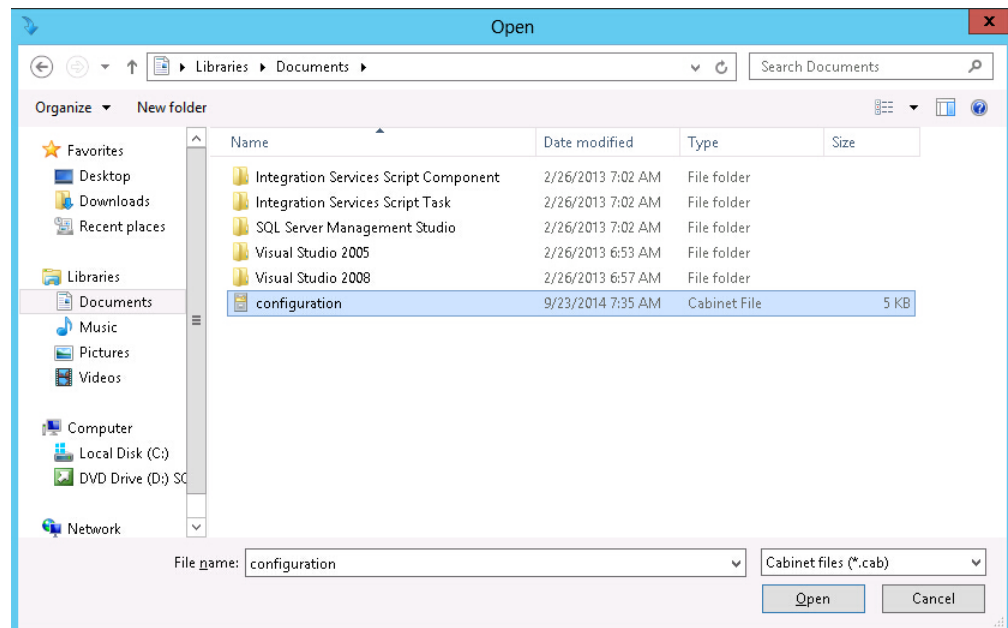 Open
x
Libraries Documents Search Documents
Organize New folder
Name Date modified Type Size
Favorites
Desktop
Downloads
Recent places
Libraries
Documents
Music
Pictures
Videos
Computer
Local Disk (C:)
DVD Drive (D:) SQ
Network
Integration Services Script Component 2/26/2013 7:02 AM File folder
Integration Services Script Task 2/26/2013 7:02 AM File folder
SQL Server Management Studio 2/26/2013 7:02 AM File folder
Visual Studio 2005 2/26/2013 6:53 AM File folder
Visual Studio 2008 2/26/2013 6:57 AM File folder
configuration 9/23/2014 7:35 AM Cabinet File 5 KB
File name: configuration Cabinet files (*.cab)
Open Cancel